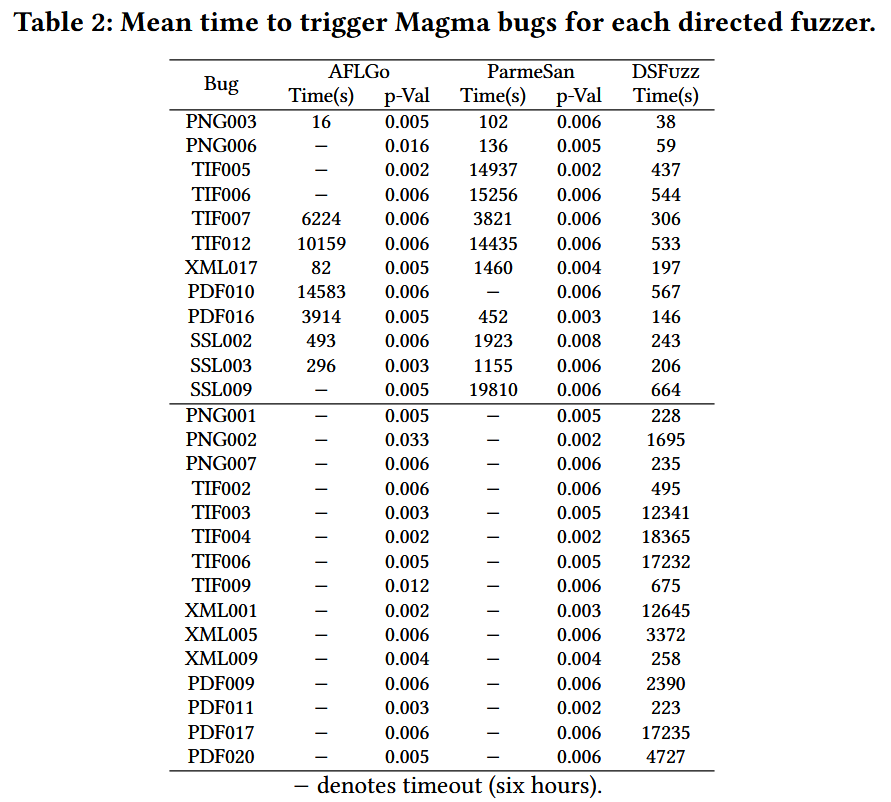 Table 2: Mean time to trigger Magma bugs for each directed fuzzer.
Bug AFLGo ParmeSan DSFuzz
Time(s) p-Val Time(s) p-Val Time(s)
PNG003 16 0.005 102 0.006 38
PNG006 – 0.016 136 0.005 59
TIF005 – 0.002 14937 0.002 437
TIF006 – 0.006 15256 0.006 544
TIF007 6224 0.006 3821 0.006 306
TIF012 10159 0.006 14435 0.006 533
XML017 82 0.005 1460 0.004 197
PDF010 14583 0.006 – 0.006 567
PDF016 3914 0.005 452 0.003 146
SSL002 493 0.006 1923 0.008 243
SSL003 296 0.003 1155 0.006 206
SSL009 – 0.005 19810 0.006 664
PNG001 – 0.005 – 0.005 228
PNG002 – 0.033 – 0.002 1695
PNG007 – 0.006 – 0.006 235
TIF002 – 0.006 – 0.006 495
TIF003 – 0.003 – 0.005 12341
TIF004 – 0.002 – 0.002 18365
TIF006 – 0.005 – 0.006 17232
TIF009 – 0.012 – 0.006 675
XML001 – 0.002 – 0.003 12645
XML005 – 0.006 – 0.006 3372
XML009 – 0.004 – 0.004 258
PDF009 – 0.006 – 0.006 2390
PDF011 – 0.003 – 0.002 223
PDF017 – 0.006 – 0.006 17235
PDF020 – 0.005 – 0.006 4727
– denotes timeout (six hours).